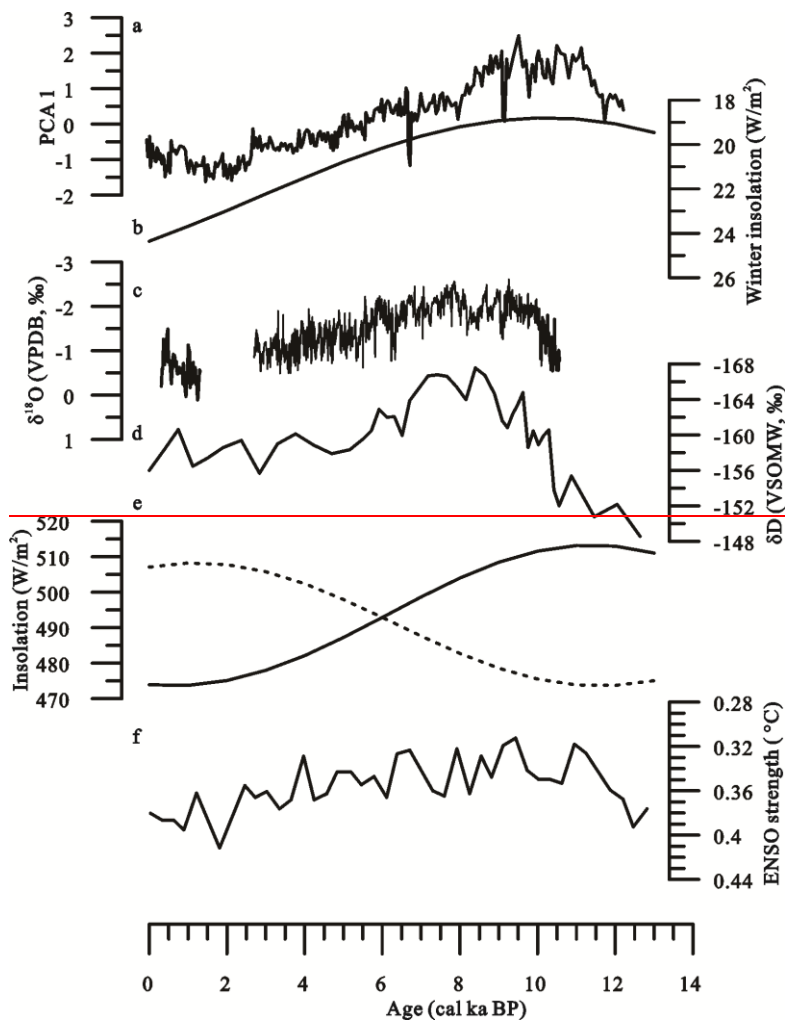 a
3
2
1
0
-1
-2
PCA 1
18
20
22
24
26
Winter insolation (W/m²)
b
-3
-2
-1
0
1
δ¹⁸O (VPDB, ‰)
c
-168
-164
-160
-156
-152
-148
δD (VSOMW, ‰)
d
e
520
510
500
490
480
470
Insolation (W/m²)
0.28
0.32
0.36
0.4
0.44
ENSO strength ( °C)
f
0 2 4 6 8 10 12 14
Age (cal ka BP)